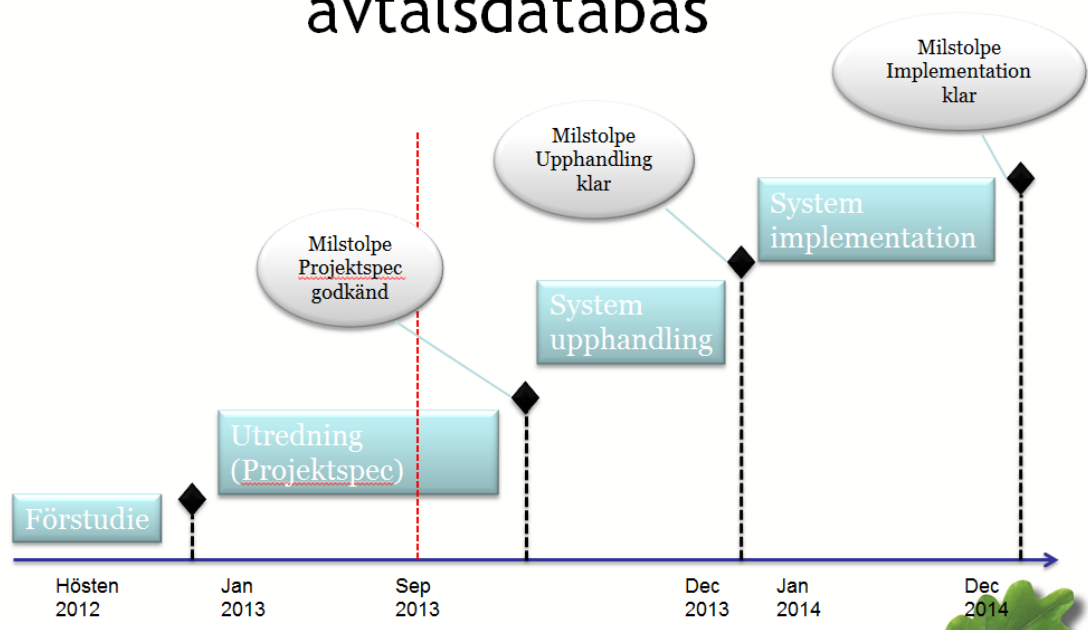 avtalsdatabas
Milstolpe
Implementation
klar
Milstolpe
Upphandling
klar
System
implementation
Milstolpe
Projektspec
godkänd
System
upphandling
Utredning
(Projektspec)
Förstudie
Hösten
2012
Jan
2013
Sep
2013
Dec
2013
Jan
2014
Dec
2014